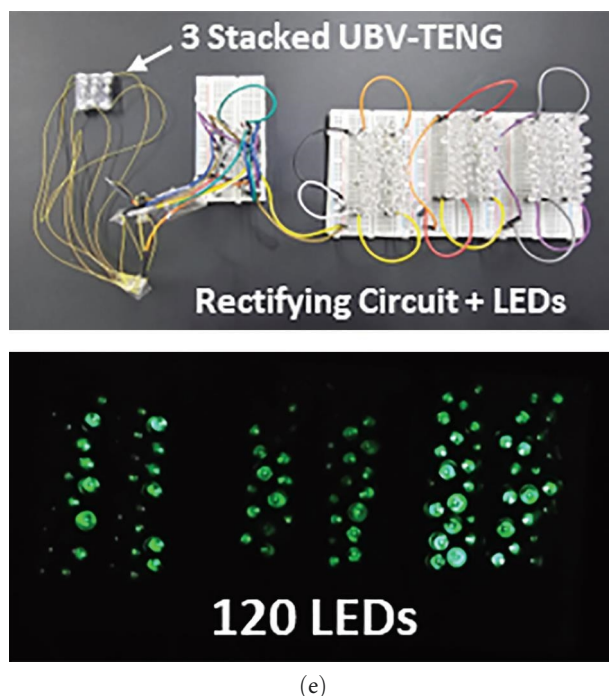 3 Stacked UBV-TENG
Rectifying Circuit + LEDs
120 LEDs
(e)